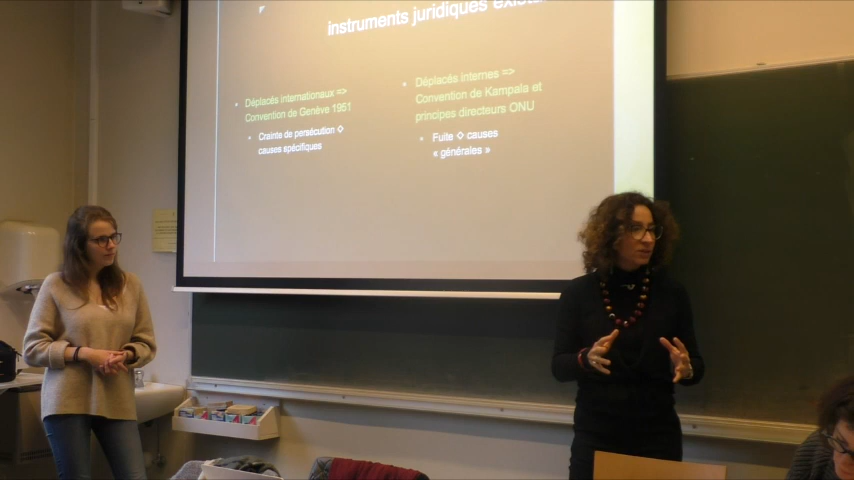 instruments juridiques
Déplacés internationaux =>
Convention de Genève 1951
Crainte de persécution ◇
causes spécifiques
Déplacés internes =>
Convention de Kampala et
principes directeurs ONU
Fuite ◇ causes
« générales »